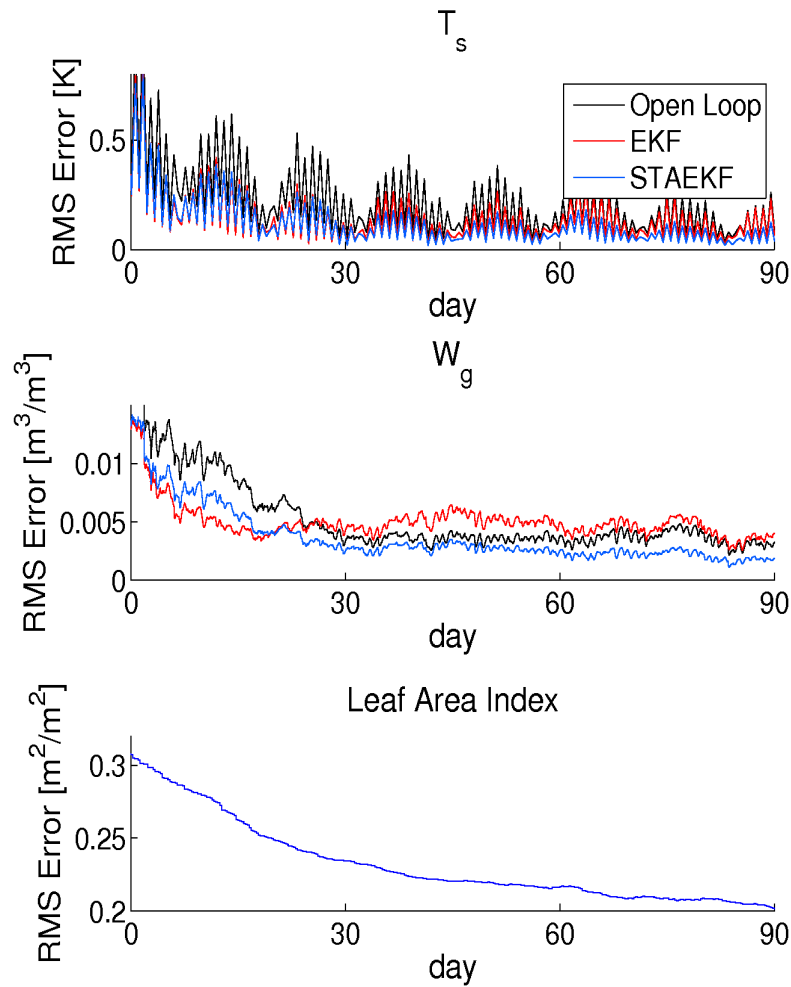 T_s
RMS Error [K]
0.5
0
Open Loop
EKF
STAEKF
0 30 60 90
day
W_g
RMS Error [m^3/m^3]
0.01
0.005
0
0 30 60 90
day
Leaf Area Index
RMS Error [m^2/m^2]
0.3
0.25
0.2
0 30 60 90
day